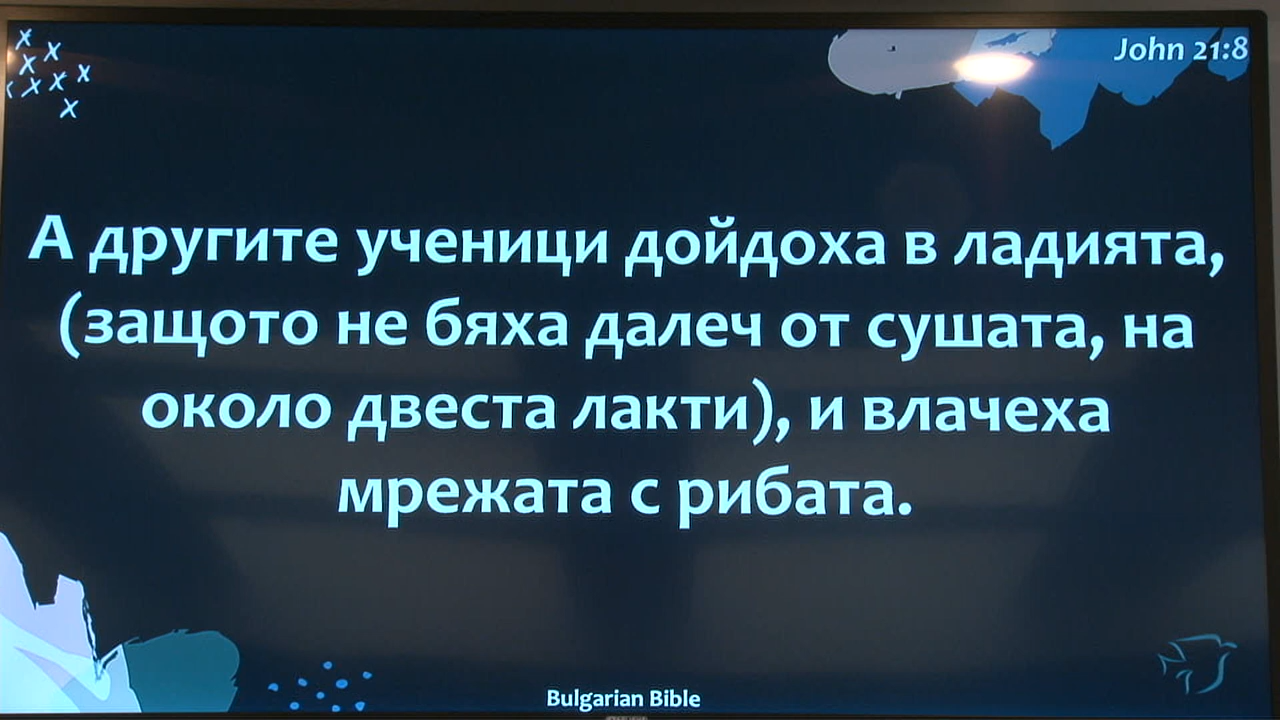 John 21:8
А другите ученици дойдоха в ладията,
(защото не бяха далеч от сушата, на
около двеста лакти), и влачеха
мрежата с рибата.
Bulgarian Bible